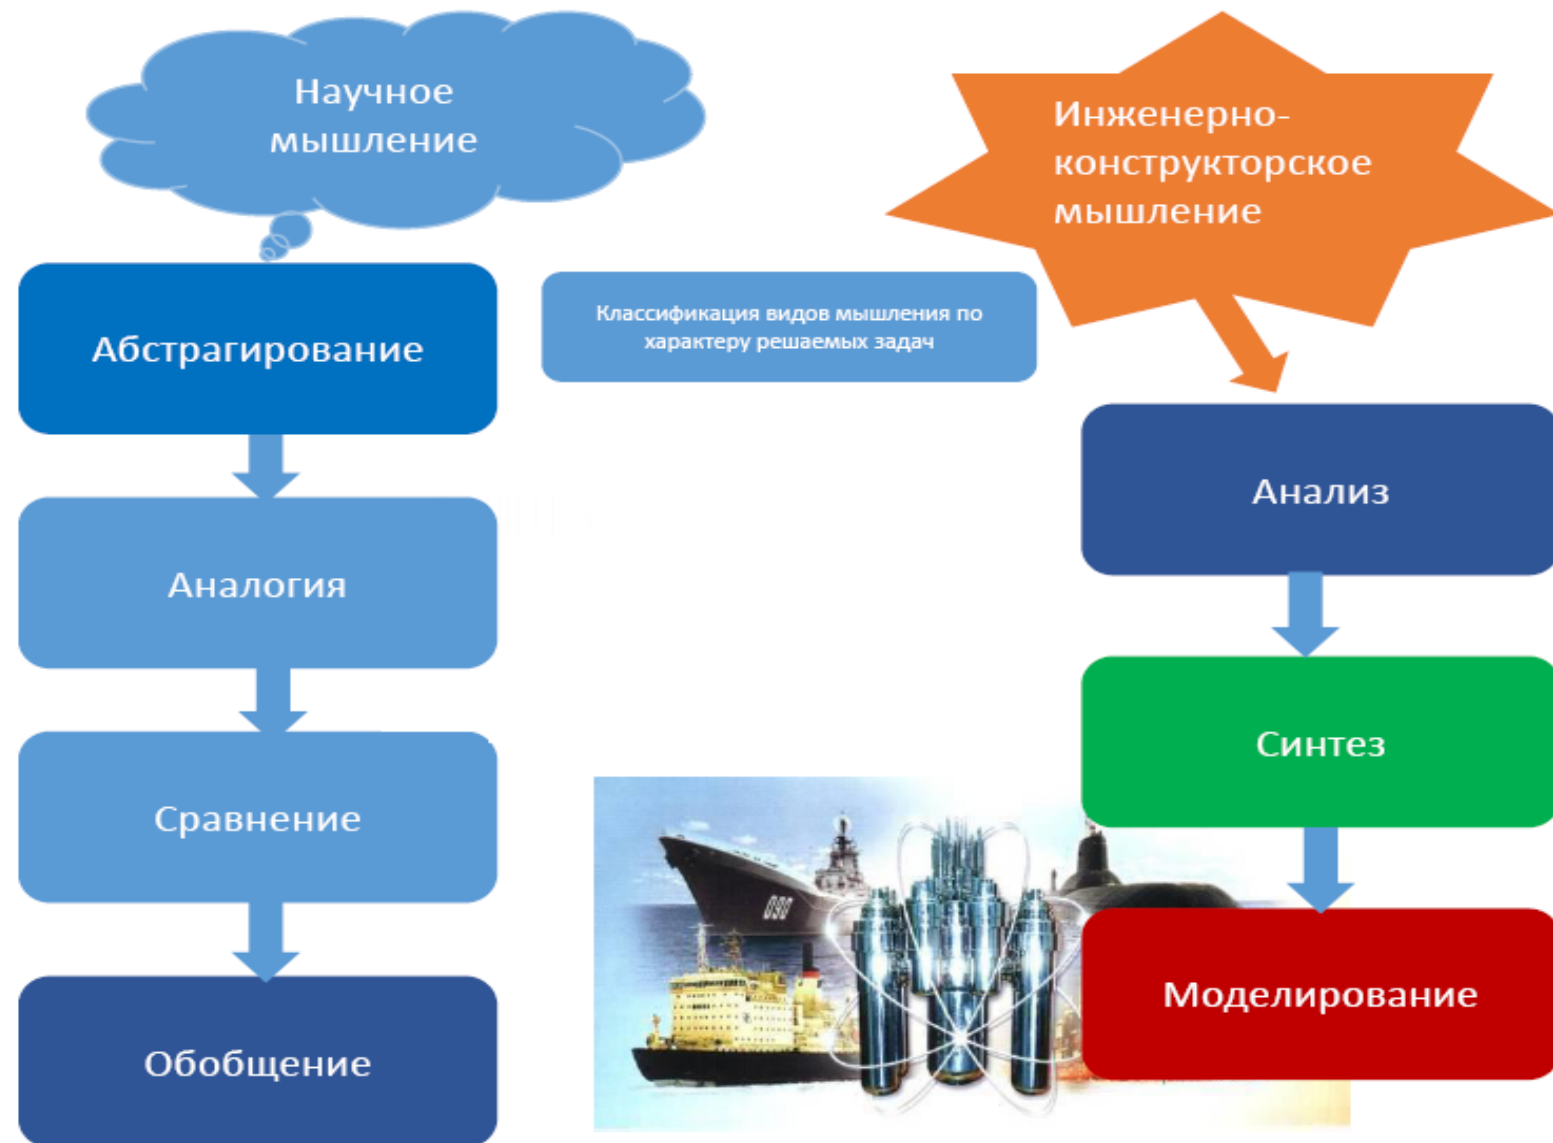 Научное
мышление
Инженерно-
конструкторское
мышление
Абстрагирование
Классификация видов мышления по
характеру решаемых задач
Аналогия
Анализ
Сравнение
Синтез
090
Обобщение
Моделирование